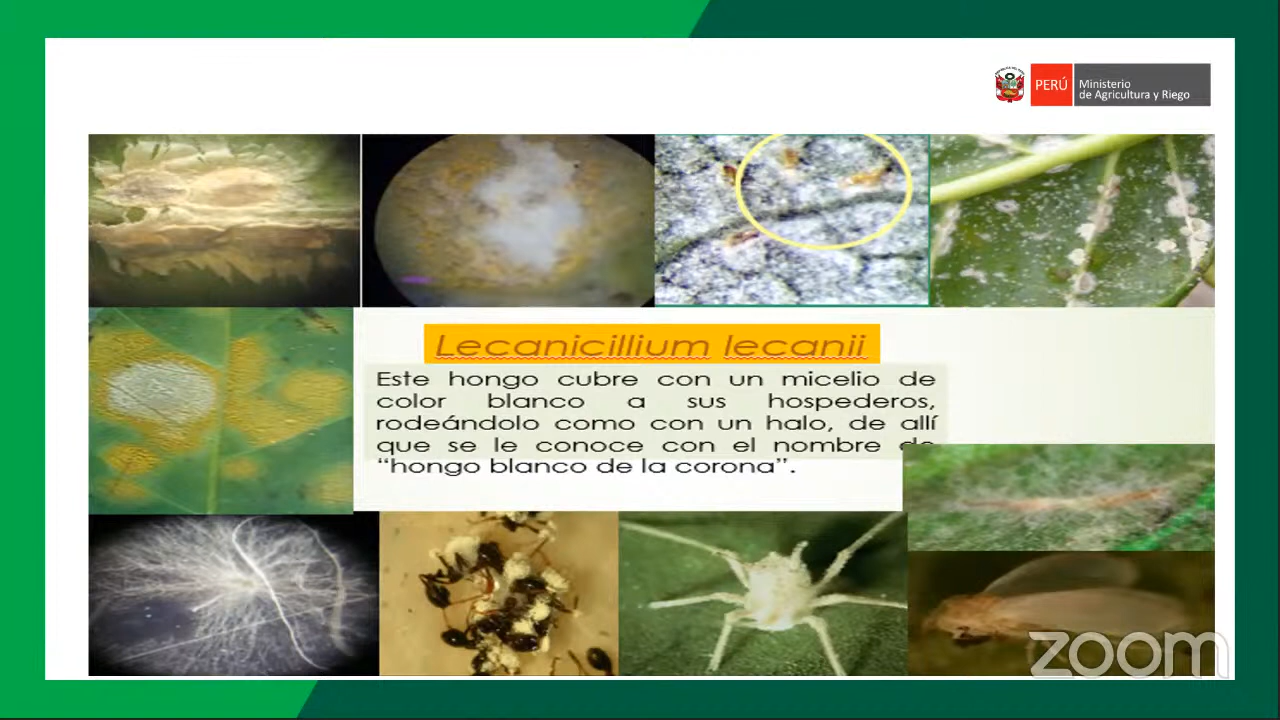 PERÚ
Ministerio
de Agricultura y Riego
Lecanicillium lecanii
Este hongo cubre con un micelio de
color blanco a sus hospederos,
rodeándolo como con un halo, de allí
que se le conoce con el nombre de
“hongo blanco de la corona”.
zoom